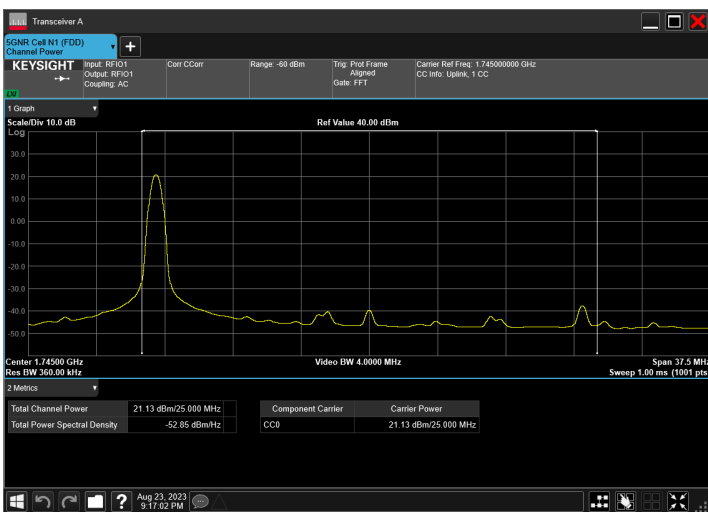 Transceiver A
5GNR Cell N1 (FDD)
Channel Power
KEYSIGHT
LXI
Input: RFIO1
Output: RFIO1
Coupling: AC
Corr CCorr
Range: -60 dBm
Trig: Prot Frame
Aligned
Gate: FFT
Carrier Ref Freq: 1.745000000 GHz
CC Info: Uplink, 1 CC
1 Graph
Scale/Div 10.0 dB
Ref Value 40.00 dBm
Log
30.0
20.0
10.0
0.00
-10.0
-20.0
-30.0
-40.0
-50.0
Center 1.74500 GHz
Video BW 4.0000 MHz
Span 37.5 MHz
Res BW 360.00 kHz
Sweep 1.00 ms (1001 pts
2 Metrics
Total Channel Power 21.13 dBm/25.000 MHz
Total Power Spectral Density -52.85 dBm/Hz
Component Carrier Carrier Power
CC0 21.13 dBm/25.000 MHz
Aug 23, 2023
9:17:02 PM